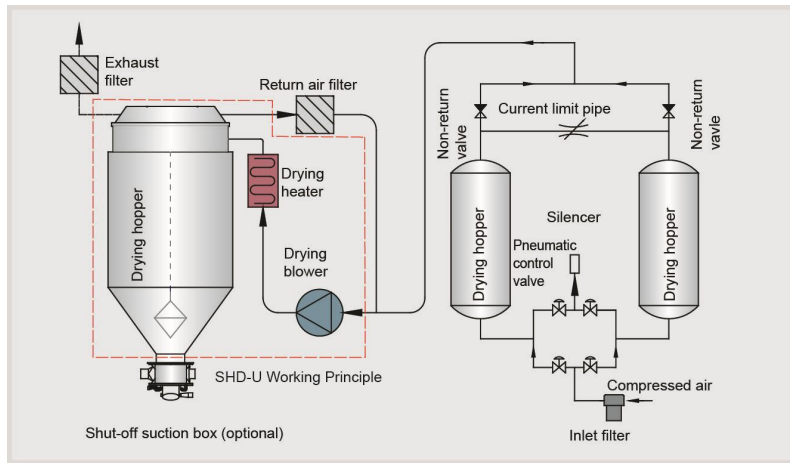 Exhaust
filter
Return air filter
Drying hopper
Drying
heater
Drying
blower
SHD-U Working Principle
Shut-off suction box (optional)
Non-return
valve
Current limit pipe
Non-return
vavle
Drying hopper
Silencer
Pneumatic
control
valve
Drying hopper
Compressed air
Inlet filter